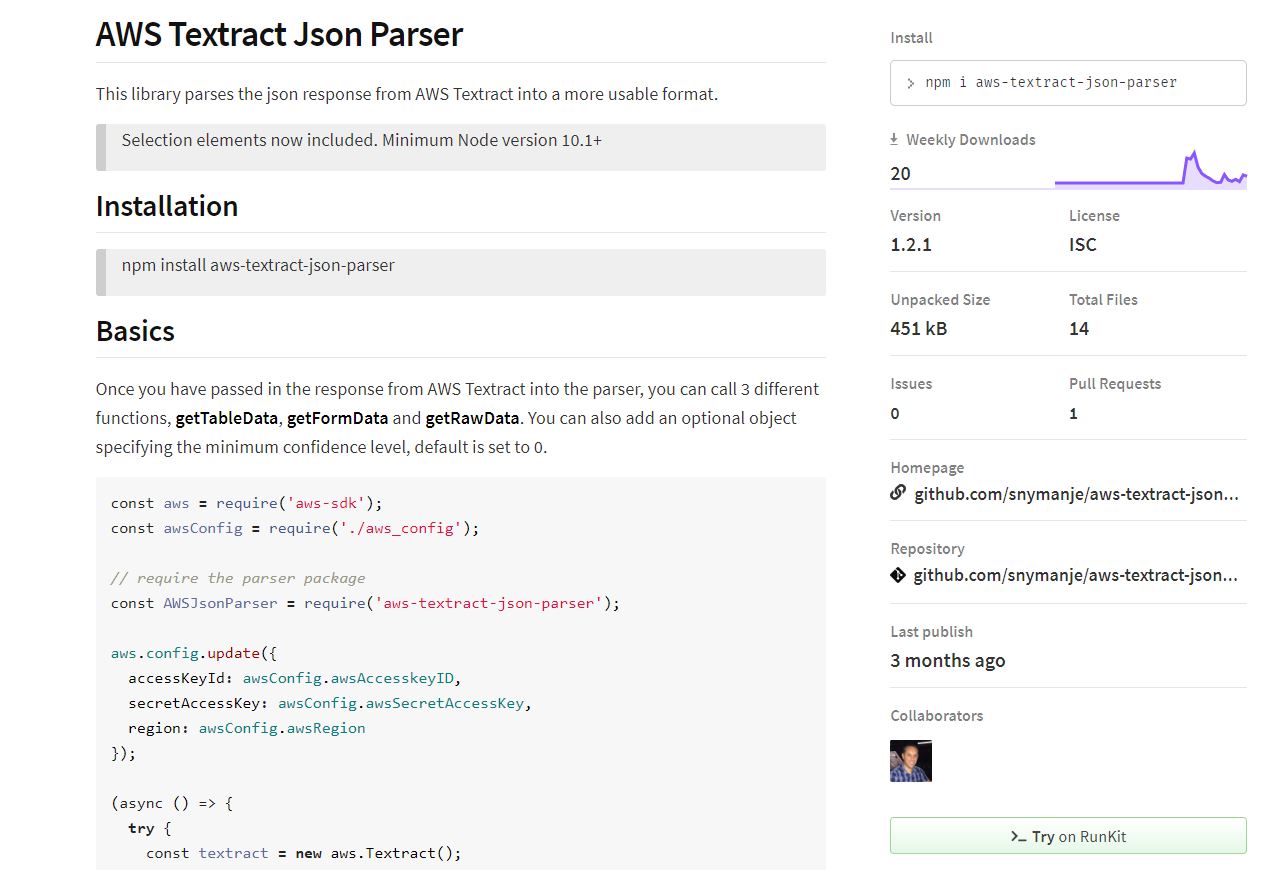 AWS Textract Json Parser
This library parses the json response from AWS Textract into a more usable format.
Selection elements now included. Minimum Node version 10.1+
Installation
npm install aws-textract-json-parser
Basics
Once you have passed in the response from AWS Textract into the parser, you can call 3 different
functions, getTableData, getFormData and getRawData. You can also add an optional object
specifying the minimum confidence level, default is set to 0.
const aws = require('aws-sdk');
const awsConfig = require('./aws_config');
// require the parser package
const AWSJsonParser = require('aws-textract-json-parser');
aws.config.update({
  accessKeyId: awsConfig.awsAccesskeyID,
  secretAccessKey: awsConfig.awsSecretAccessKey,
  region: awsConfig.awsRegion
});
(async () => {
  try {
    const textract = new aws.Textract();
Install
> npm i aws-textract-json-parser
Weekly Downloads
20
Version License
1.2.1 ISC
Unpacked Size Total Files
451 kB 14
Issues Pull Requests
0 1
Homepage
github.com/snymanje/aws-textract-json...
Repository
github.com/snymanje/aws-textract-json...
Last publish
3 months ago
Collaborators
>_ Try on RunKit